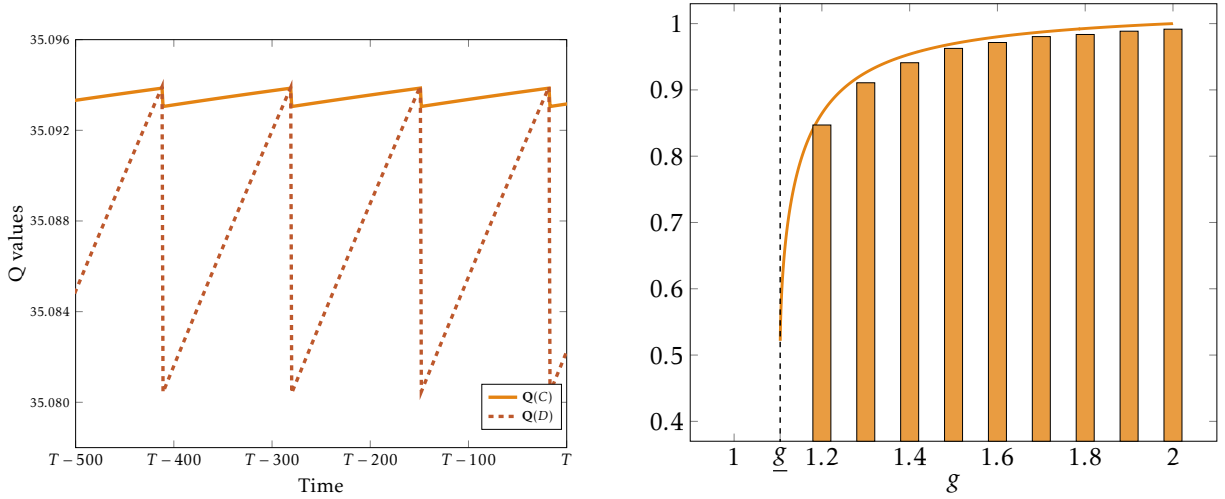 35.096
35.092
35.088
35.084
35.080
Q values
T −500
T −400
T −300
T −200
T −100
T
Time
Q(C)
Q(D)
1
0.9
0.8
0.7
0.6
0.5
0.4
1
g
1.2
1.4
1.6
1.8
2
g